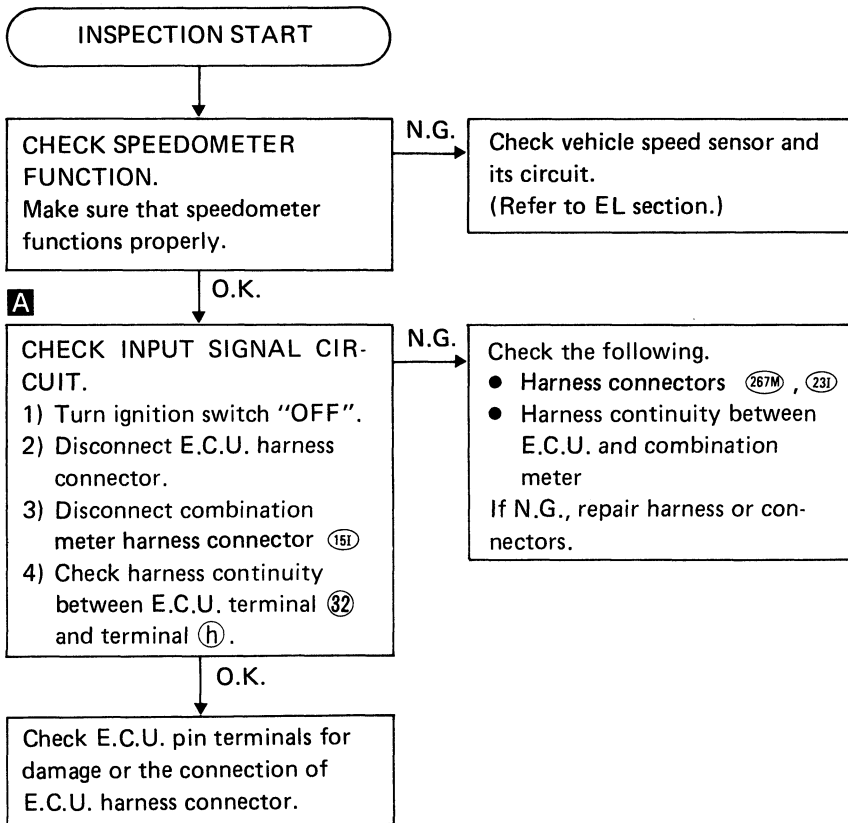 INSPECTION START
CHECK SPEEDOMETER
FUNCTION.
Make sure that speedometer
functions properly.
N.G.
Check vehicle speed sensor and
its circuit.
(Refer to EL section.)
O.K.
A
CHECK INPUT SIGNAL CIR-
CUIT.
1) Turn ignition switch "OFF".
2) Disconnect E.C.U. harness
connector.
3) Disconnect combination
meter harness connector (15I)
4) Check harness continuity
between E.C.U. terminal (32)
and terminal (h).
N.G.
Check the following.
● Harness connectors (267M), (23I)
● Harness continuity between
E.C.U. and combination
meter
If N.G., repair harness or con-
nectors.
O.K.
Check E.C.U. pin terminals for
damage or the connection of
E.C.U. harness connector.